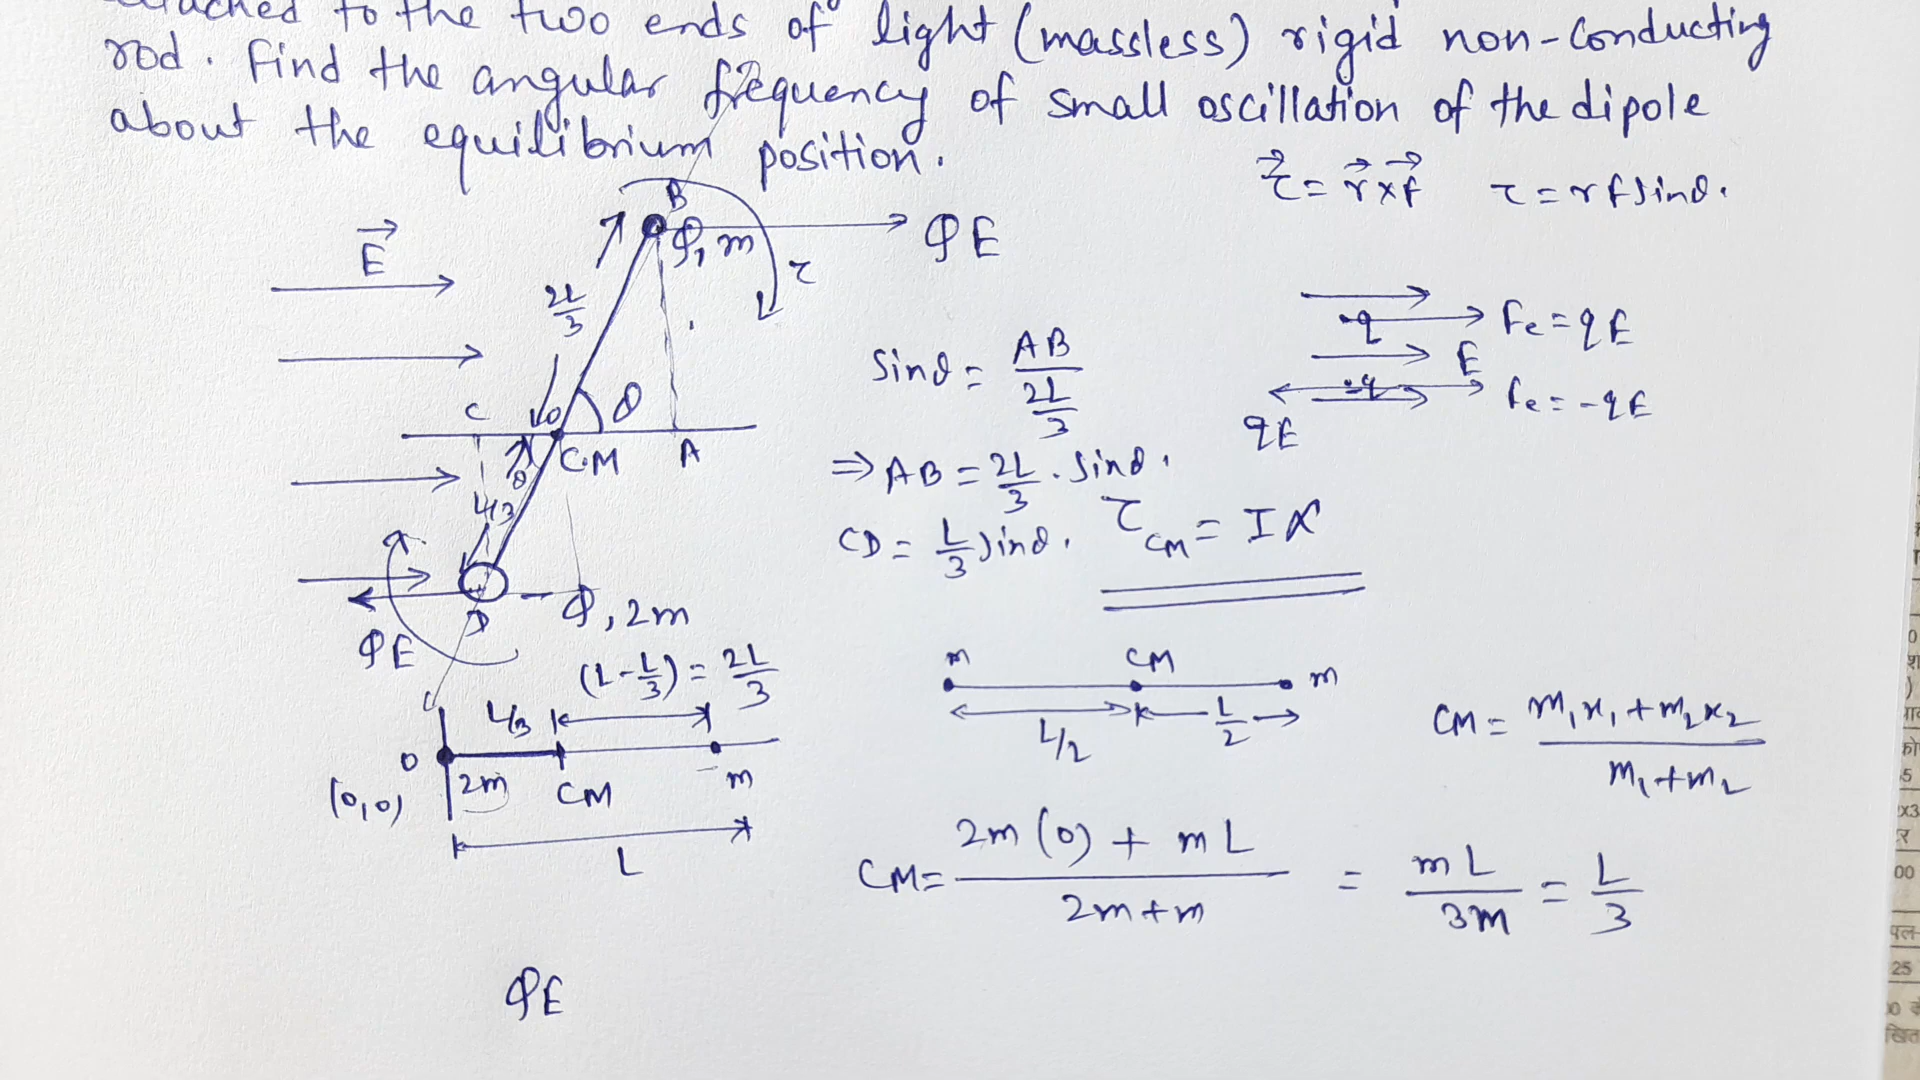 to the two ends of light (massless) rigid non-conducting
rod. Find the angular frequency of small oscillation of the dipole
about the equilibrium position.
τ⃗ = r⃗ × F⃗   τ = r F sinθ.
E⃗
B
Q, m
QE
τ
2L/3
θ
C
CM
A
θ
L/3
QE
D
-Q, 2m
sinθ = AB / (2L/3)
⇒ AB = 2L/3 . sinθ.
CD = L/3 sinθ.
τ_CM = Iα
q
Fe = qE
E
-q
Fe = -qE
qE
(L - L/3) = 2L/3
L/3
O
(0,0)
2m
CM
m
L
m
CM
m
L/2
L/2
CM = (m₁x₁ + m₂x₂) / (m₁ + m₂)
CM = (2m(0) + mL) / (2m + m) = mL / 3m = L/3
QE
00
25